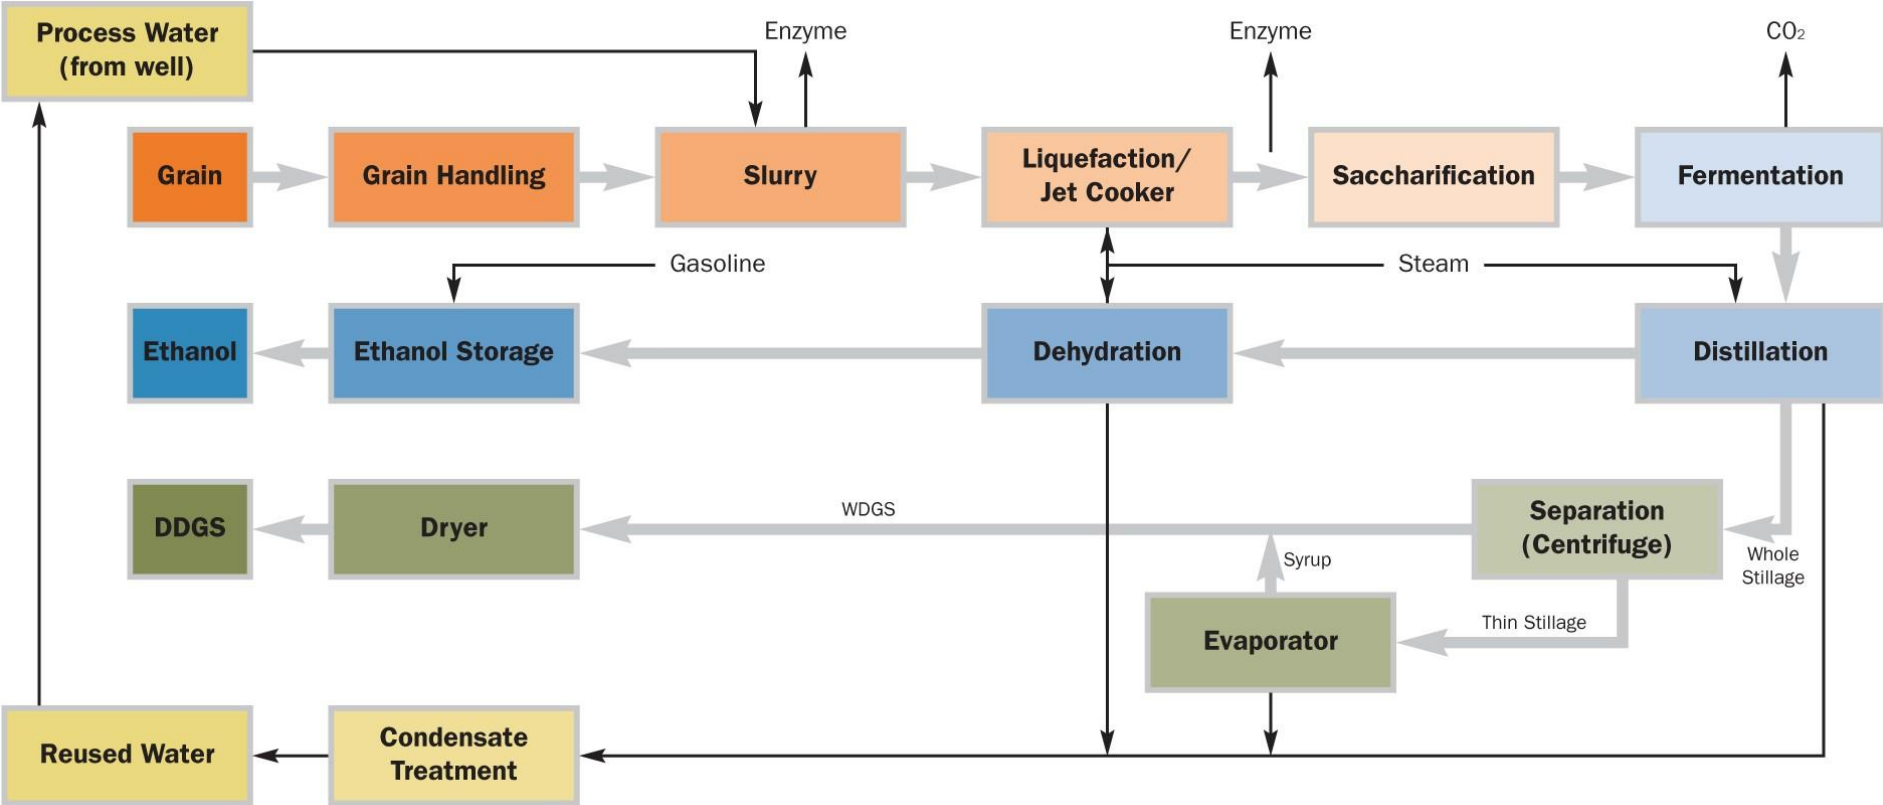 Process Water
(from well)
Enzyme
Enzyme
CO₂
Grain
Grain Handling
Slurry
Liquefaction/
Jet Cooker
Saccharification
Fermentation
Gasoline
Steam
Ethanol
Ethanol Storage
Dehydration
Distillation
DDGS
Dryer
WDGS
Separation
(Centrifuge)
Whole
Stillage
Syrup
Thin Stillage
Evaporator
Reused Water
Condensate
Treatment